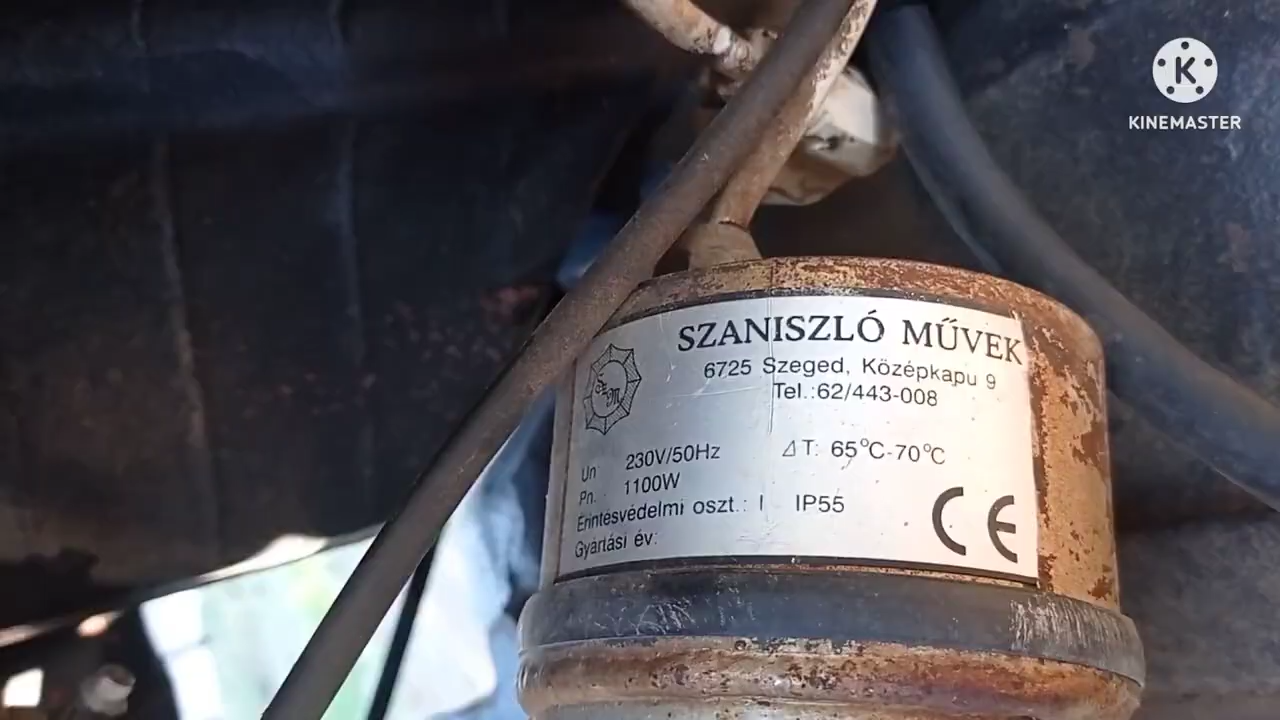 K
KINEMASTER
SZANISZLÓ MŰVEK
6725 Szeged, Középkapu 9
Tel.:62/443-008
Un 230V/50Hz ⊿T: 65°C-70°C
Pn. 1100W
Érintésvédelmi oszt.: I IP55
Gyártási év:
CE